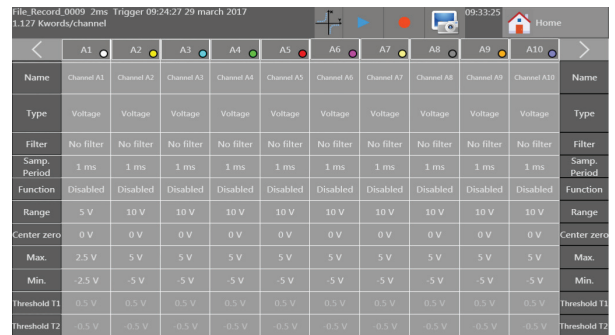 File_Record_0009 2ms Trigger 09:24:27 29 mar​ch 2017 09:33:25 Home
1.127 Kwords/channel
A1 A2 A3 A4 A5 A6 A7 A8 A9 A10
Name Channel A1 Channel A2 Channel A3 Channel A4 Channel A5 Channel A6 Channel A7 Channel A8 Channel A9 Channel A10 Name
Type Voltage Voltage Voltage Voltage Voltage Voltage Voltage Voltage Voltage Voltage Type
Filter No filter No filter No filter No filter No filter No filter No filter No filter No filter No filter Filter
Samp. Period 1 ms 1 ms 1 ms 1 ms 1 ms 1 ms 1 ms 1 ms 1 ms 1 ms Samp. Period
Function Disabled Disabled Disabled Disabled Disabled Disabled Disabled Disabled Disabled Disabled Function
Range 5 V 10 V 10 V 10 V 10 V 10 V 10 V 10 V 10 V 10 V Range
Center zero 0 V 0 V 0 V 0 V 0 V 0 V 0 V 0 V 0 V 0 V Center zero
Max. 2.5 V 5 V 5 V 5 V 5 V 5 V 5 V 5 V 5 V 5 V Max.
Min. -2.5 V -5 V -5 V -5 V -5 V -5 V -5 V -5 V -5 V -5 V Min.
Threshold T1 0.5 V 0.5 V 0.5 V 0.5 V 0.5 V 0.5 V 0.5 V 0.5 V 0.5 V 0.5 V Threshold T1
Threshold T2 -0.5 V -0.5 V -0.5 V -0.5 V -0.5 V -0.5 V -0.5 V -0.5 V -0.5 V -0.5 V Threshold T2